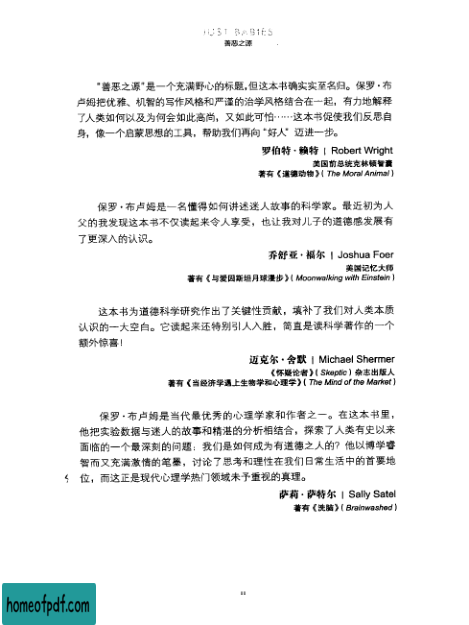 JUST BABIES
善恶之源
“善恶之源”是一个充满野心的标题,但这本书确实实至名归。保罗·布
卢姆把优雅、机智的写作风格和严谨的治学风格结合在一起，有力地解释
了人类如何以及为何会如此高尚，又如此可怕……这本书促使我们反思自
身，像一个启蒙思想的工具，帮助我们再向“好人”迈进一步。
罗伯特·赖特 | Robert Wright
美国前总统克林顿智囊
著有《道德动物》( The Moral Animal )
保罗·布卢姆是一名懂得如何讲述迷人故事的科学家。最近初为人
父的我发现这本书不仅读起来令人享受，也让我对儿子的道德感发展有
了更深入的认识。
乔舒亚·福尔 | Joshua Foer
美国记忆大师
著有《与爱因斯坦月球漫步》( Moonwalking with Einstein )
这本书为道德科学研究作出了关键性贡献，填补了我们对人类本质
认识的一大空白。它读起来还特别引人入胜，简直是读科学著作的一个
额外惊喜！
迈克尔·舍默 | Michael Shermer
《怀疑论者》( Skeptic ) 杂志出版人
著有《当经济学遇上生物学和心理学》( The Mind of the Market )
保罗·布卢姆是当代最优秀的心理学家和作者之一。在这本书里，
他把实验数据与迷人的故事和精湛的分析相结合，探索了人类有史以来
面临的一个最深刻的问题：我们是如何成为有道德之人的？他以博学睿
智而又充满激情的笔墨，讨论了思考和理性在我们日常生活中的首要地
位，而这正是现代心理学热门领域未予重视的真理。
萨莉·萨特尔 | Sally Satel
著有《洗脑》( Brainwashed )
homeofpdf.com